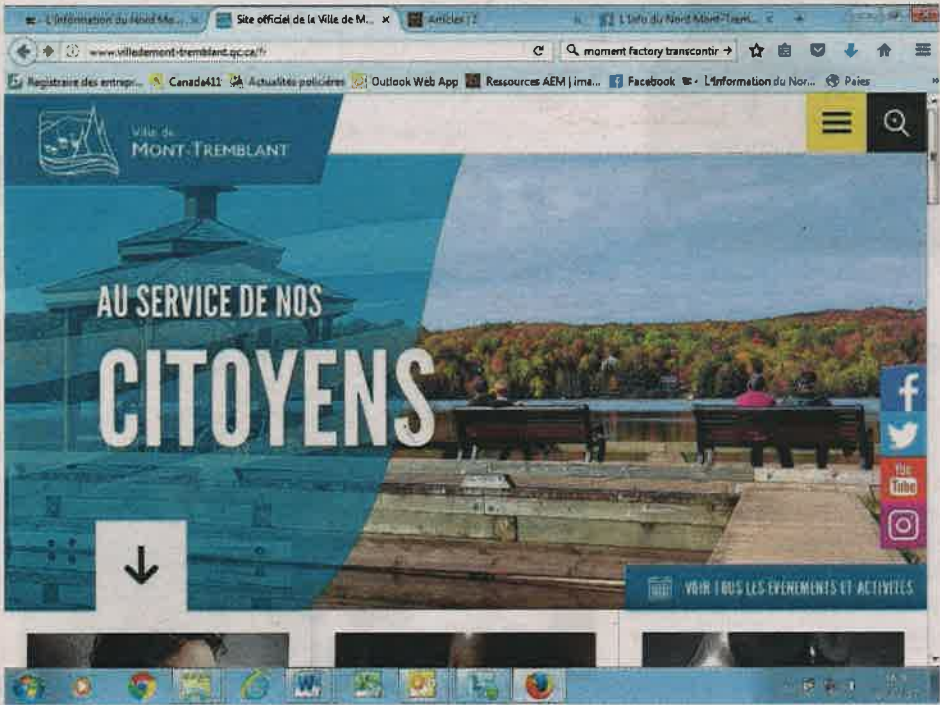 L'Information du Nord Mo...
Site officiel de la Ville de M...
Articles | Z
L'Info du Nord Mont-Trem...
www.villedemont-tremblant.qc.ca/fr
moment factory transcontir
Registraire des entrepr...
Canada411
Actualités policières
Outlook Web App
Ressources AEM | ima...
Facebook
L'Information du Nor...
Paies
Ville de
MONT-TREMBLANT
AU SERVICE DE NOS
CITOYENS
You
Tube
VOIR TOUS LES ÉVÉNEMENTS ET ACTIVITÉS